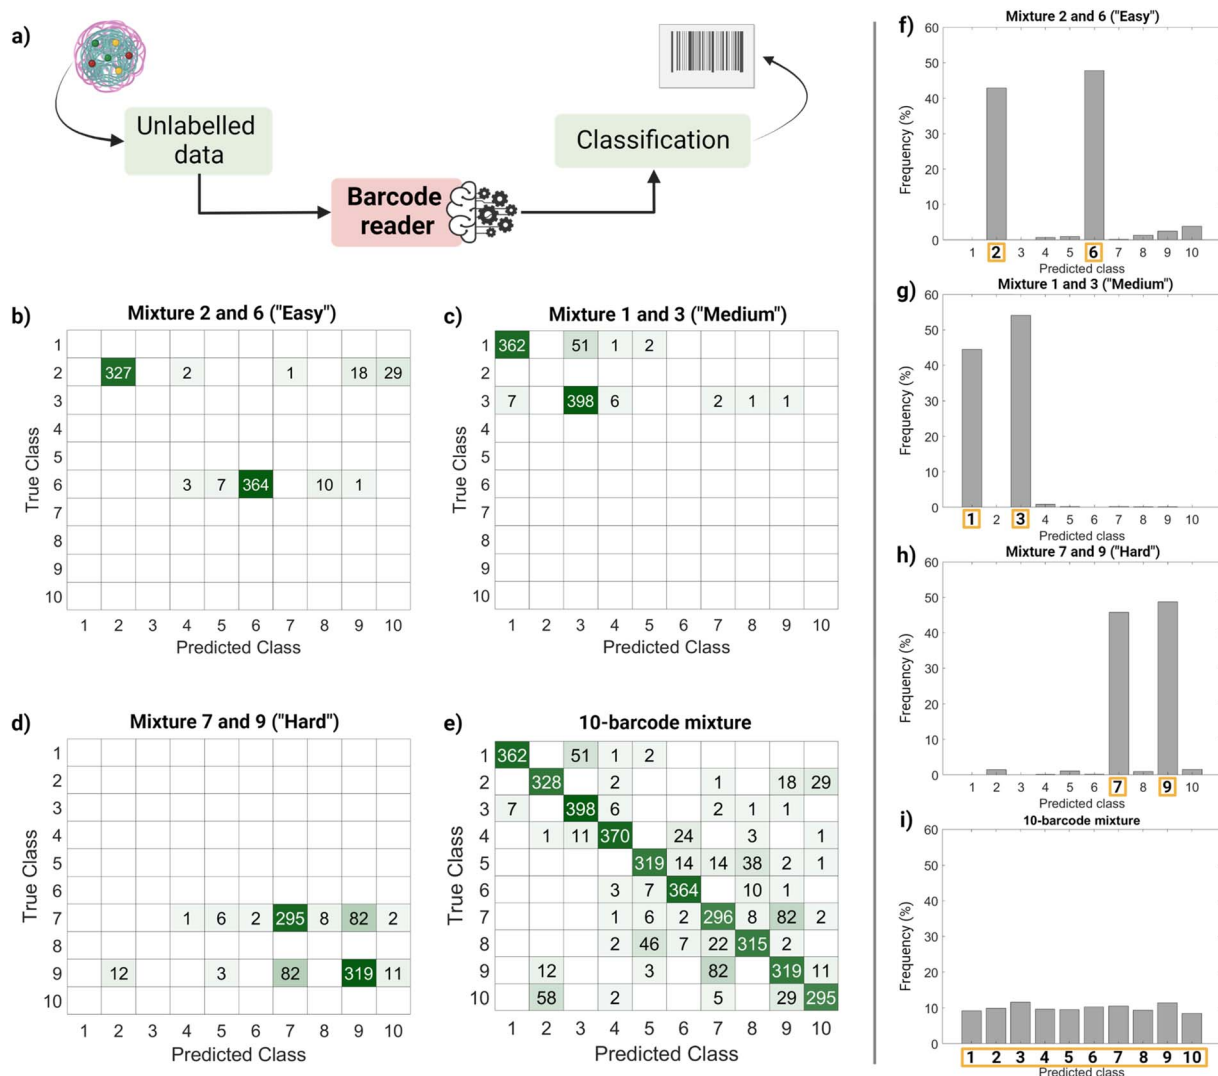 a)
Unlabelled
data
Barcode
reader
Classification
b)
Mixture 2 and 6 ("Easy")
True Class
1
2 327 2 1 18 29
3
4
5
6 3 7 364 10 1
7
8
9
10
1 2 3 4 5 6 7 8 9 10
Predicted Class
c)
Mixture 1 and 3 ("Medium")
True Class
1 362 51 1 2
2
3 7 398 6 2 1 1
4
5
6
7
8
9
10
1 2 3 4 5 6 7 8 9 10
Predicted Class
d)
Mixture 7 and 9 ("Hard")
True Class
1
2
3
4
5
6
7 1 6 2 295 8 82 2
8
9 12 3 82 319 11
10
1 2 3 4 5 6 7 8 9 10
Predicted Class
e)
10-barcode mixture
True Class
1 362 51 1 2
2 328 2 1 18 29
3 7 398 6 2 1 1
4 1 11 370 24 3 1
5 319 14 14 38 2 1
6 3 7 364 10 1
7 1 6 2 296 8 82 2
8 2 46 7 22 315 2
9 12 3 82 319 11
10 58 2 5 29 295
1 2 3 4 5 6 7 8 9 10
Predicted Class
f)
Mixture 2 and 6 ("Easy")
Frequency (%)
60
50
40
30
20
10
0
1 2 3 4 5 6 7 8 9 10
Predicted class
g)
Mixture 1 and 3 ("Medium")
Frequency (%)
60
50
40
30
20
10
0
1 2 3 4 5 6 7 8 9 10
Predicted class
h)
Mixture 7 and 9 ("Hard")
Frequency (%)
60
50
40
30
20
10
0
1 2 3 4 5 6 7 8 9 10
Predicted class
i)
10-barcode mixture
Frequency (%)
60
50
40
30
20
10
0
1 2 3 4 5 6 7 8 9 10
Predicted class